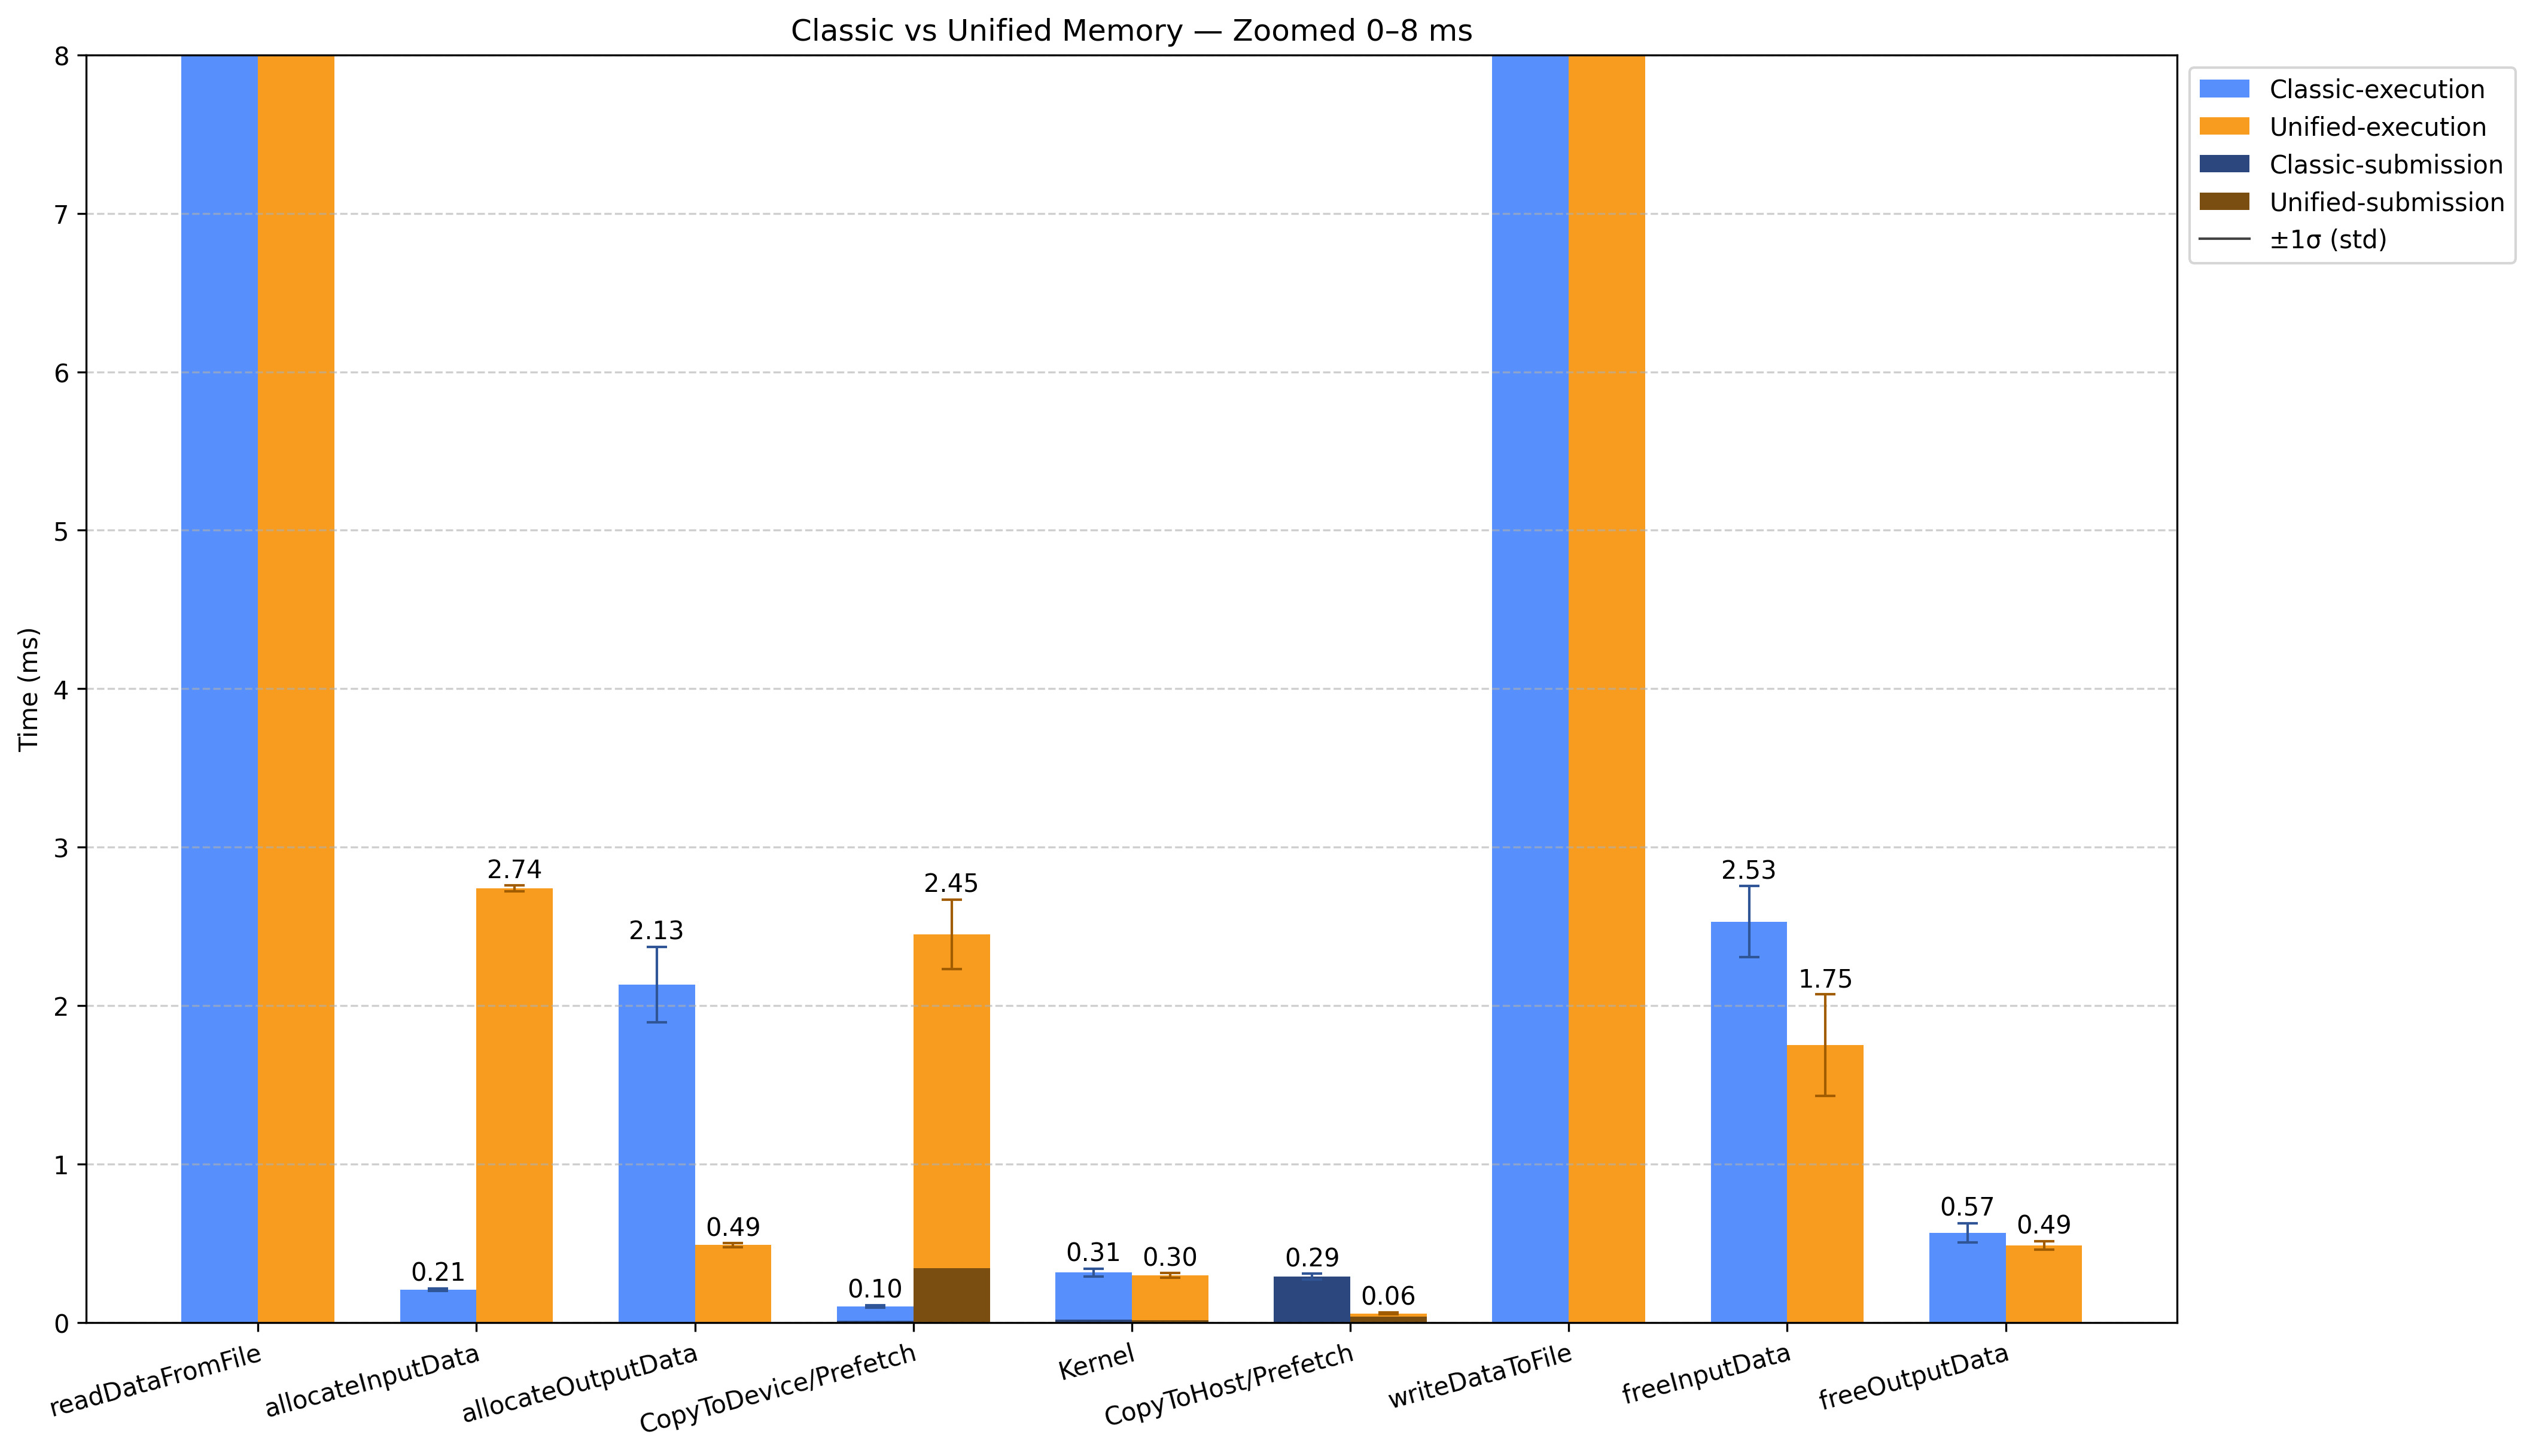 Classic vs Unified Memory — Zoomed 0–8 ms
Classic-execution
Unified-execution
Classic-submission
Unified-submission
±1σ (std)
Time (ms)
8
7
6
5
4
3
2
1
0
0.21
2.74
2.13
0.49
0.10
2.45
0.31
0.30
0.29
0.06
2.53
1.75
0.57
0.49
readDataFromFile
allocateInputData
allocateOutputData
CopyToDevice/Prefetch
Kernel
CopyToHost/Prefetch
writeDataToFile
freeInputData
freeOutputData